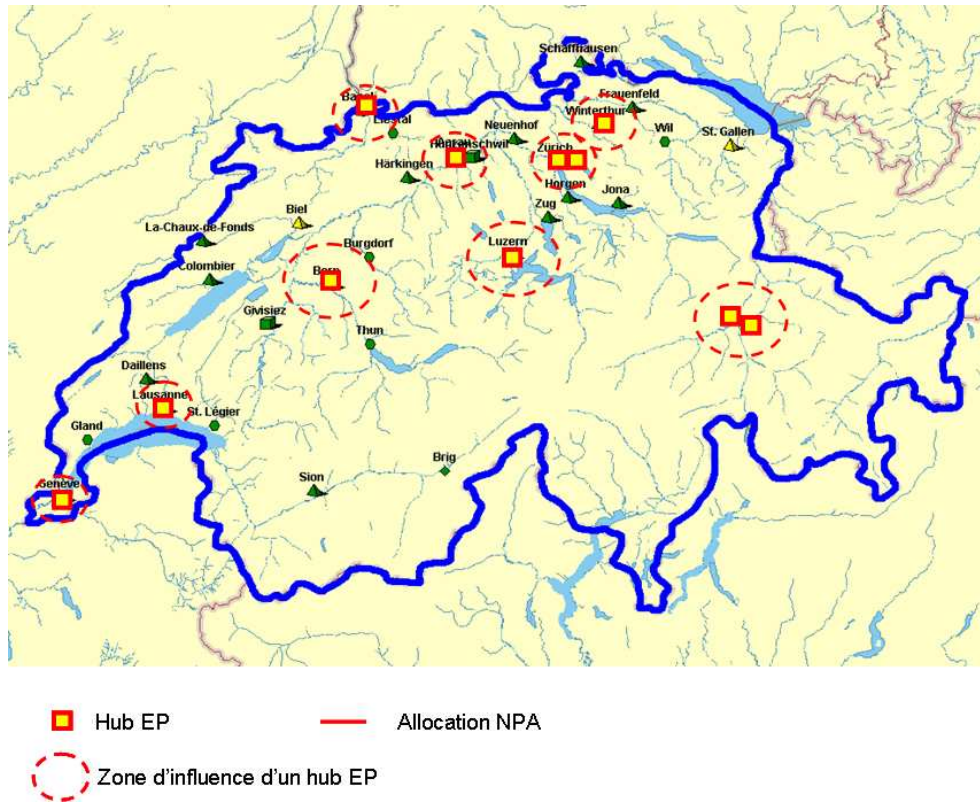 Schaffhausen
Frauenfeld
Basel
Winterthur
Liestal
Neuenhof
Wil
St. Gallen
Zürich
Härkingen
Horgen
Jona
Zug
Biel
La-Chaux-de-Fonds
Burgdorf
Luzern
Colombier
Bern
Givisiez
Thun
Daillens
Lausanne
St. Légier
Gland
Brig
Sion
Genève
Hub EP
Allocation NPA
Zone d'influence d'un hub EP